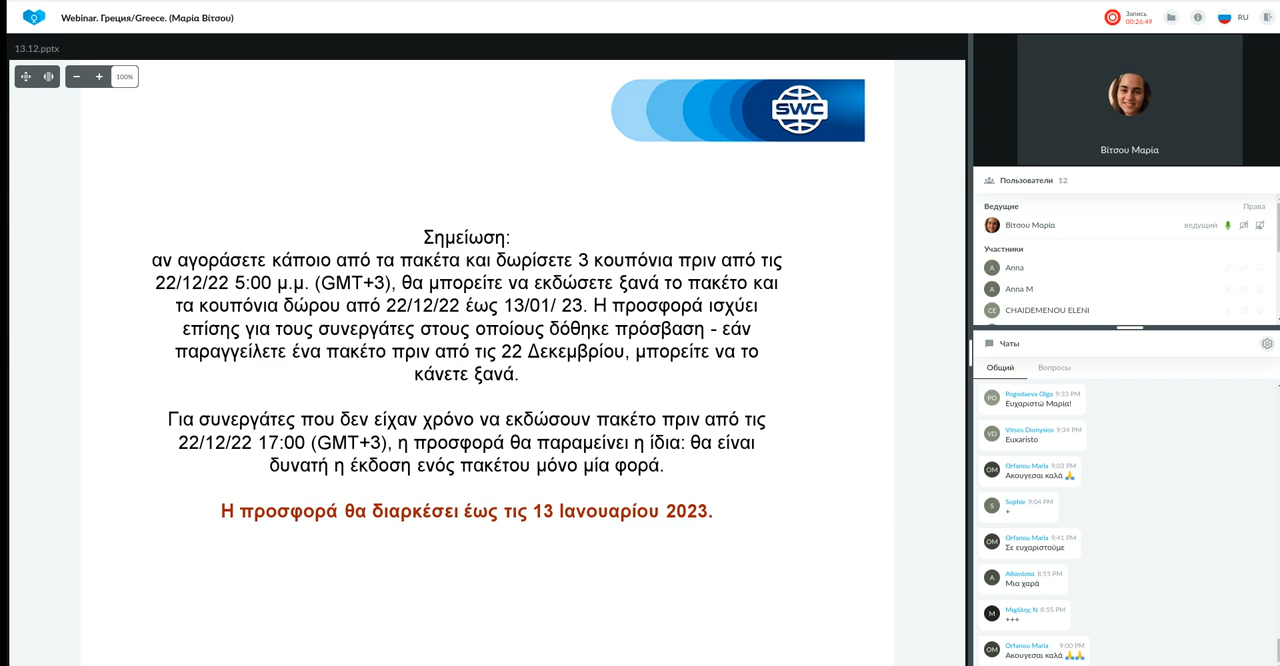 Webinar. Греция/Greece. (Μαρία Βίτσου)
Запись
00:26:49
RU
13.12.pptx
100%
SWC
Σημείωση:
αν αγοράσετε κάποιο από τα πακέτα και δωρίσετε 3 κουπόνια πριν από τις
22/12/22 5:00 μ.μ. (GMT+3), θα μπορείτε να εκδώσετε ξανά το πακέτο και
τα κουπόνια δώρου από 22/12/22 έως 13/01/ 23. Η προσφορά ισχύει
επίσης για τους συνεργάτες στους οποίους δόθηκε πρόσβαση - εάν
παραγγείλετε ένα πακέτο πριν από τις 22 Δεκεμβρίου, μπορείτε να το
κάνετε ξανά.
Για συνεργάτες που δεν είχαν χρόνο να εκδώσουν πακέτο πριν από τις
22/12/22 17:00 (GMT+3), η προσφορά θα παραμείνει η ίδια: θα είναι
δυνατή η έκδοση ενός πακέτου μόνο μία φορά.
Η προσφορά θα διαρκέσει έως τις 13 Ιανουαρίου 2023.
Βίτσου Μαρία
Пользователи 12
Ведущие Права
Βίτσου Μαρία ведущий
Участники
A Anna
A Anna M
CE CHAIDEMENOU ELENI
Чаты
Общий Вопросы
PO Pogodaeva Olga 9:33 PM
Ευχαριστώ Μαρία!
VD Vitsos Dionysios 9:34 PM
Euxaristo
OM Orfanou Maria 9:03 PM
Ακουγεσαι καλά 🙏
S Sophie 9:04 PM
+
OM Orfanou Maria 9:41 PM
Σε ευχαριστούμε
A Αθανάσια 8:55 PM
Μια χαρά
M Μιχάλης Ν 8:55 PM
+++
OM Orfanou Maria 9:00 PM
Ακουγεσαι καλά 🙏🙏